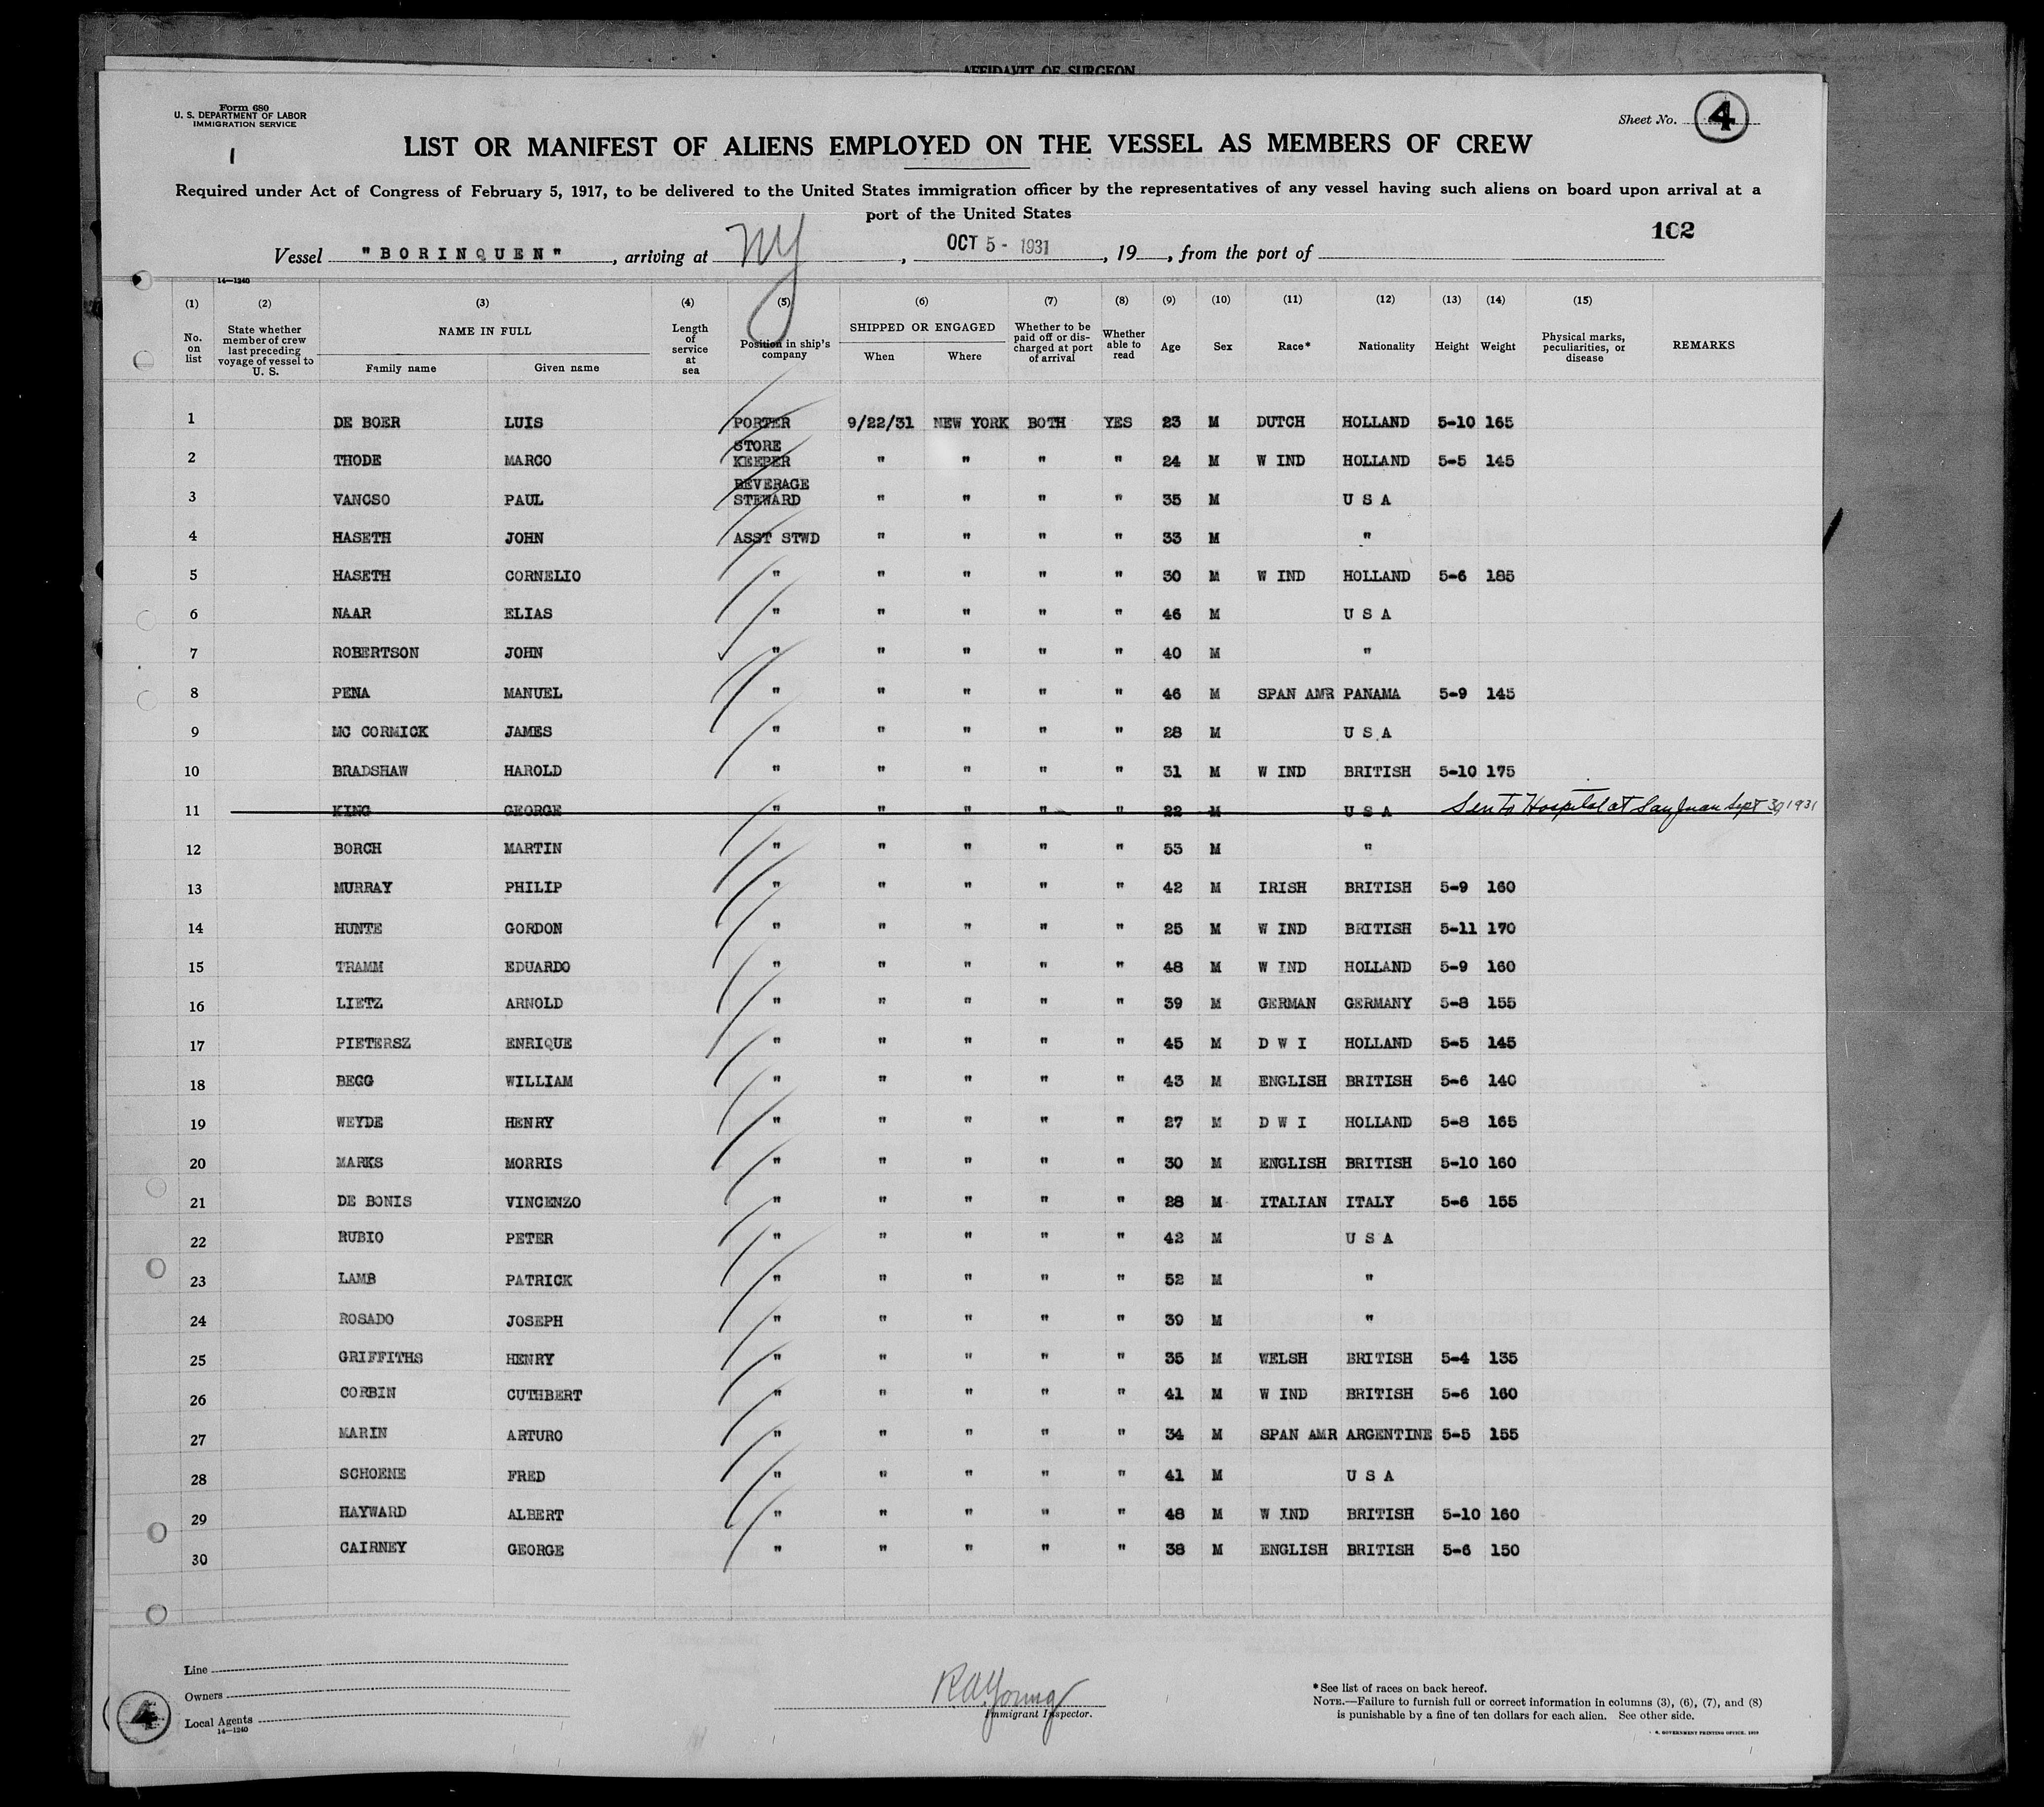 AFFIDAVIT OF SURGEON
Form 680
U. S. DEPARTMENT OF LABOR
IMMIGRATION SERVICE
Sheet No. 4
1
LIST OR MANIFEST OF ALIENS EMPLOYED ON THE VESSEL AS MEMBERS OF CREW
Required under Act of Congress of February 5, 1917, to be delivered to the United States immigration officer by the representatives of any vessel having such aliens on board upon arrival at a
port of the United States
102
Vessel "BORINQUEN", arriving at NY, OCT 5 - 1931, 19, from the port of
14—1240
(1) (2) (3) (4) (5) (6) (7) (8) (9) (10) (11) (12) (13) (14) (15)
No. on list State whether member of crew last preceding voyage of vessel to U. S. NAME IN FULL Family name Given name Length of service at sea Position in ship's company SHIPPED OR ENGAGED When Where Whether to be paid off or discharged at port of arrival Whether able to read Age Sex Race* Nationality Height Weight Physical marks, peculiarities, or disease REMARKS
1 DE BOER LUIS PORTER 9/22/31 NEW YORK BOTH YES 23 M DUTCH HOLLAND 5-10 165
2 THODE MARCO STORE KEEPER " " " " 24 M W IND HOLLAND 5-5 145
3 VANCSO PAUL BEVERAGE STEWARD " " " " 35 M U S A
4 HASETH JOHN ASST STWD " " " " 33 M "
5 HASETH CORNELIO " " " " " 30 M W IND HOLLAND 5-6 185
6 NAAR ELIAS " " " " " 46 M U S A
7 ROBERTSON JOHN " " " " " 40 M "
8 PENA MANUEL " " " " " 46 M SPAN AMR PANAMA 5-9 145
9 MC CORMICK JAMES " " " " " 28 M U S A
10 BRADSHAW HAROLD " " " " " 31 M W IND BRITISH 5-10 175
11 KING GEORGE " " " " " 22 M U S A Sent to Hospital at San Juan Sept 30, 1931
12 BORCH MARTIN " " " " " 53 M "
13 MURRAY PHILIP " " " " " 42 M IRISH BRITISH 5-9 160
14 HUNTE GORDON " " " " " 25 M W IND BRITISH 5-11 170
15 TRAMM EDUARDO " " " " " 48 M W IND HOLLAND 5-9 160
16 LIETZ ARNOLD " " " " " 39 M GERMAN GERMANY 5-8 155
17 PIETERSZ ENRIQUE " " " " " 45 M D W I HOLLAND 5-5 145
18 BEGG WILLIAM " " " " " 43 M ENGLISH BRITISH 5-6 140
19 WEYDE HENRY " " " " " 27 M D W I HOLLAND 5-8 165
20 MARKS MORRIS " " " " " 30 M ENGLISH BRITISH 5-10 160
21 DE BONIS VINCENZO " " " " " 28 M ITALIAN ITALY 5-6 155
22 RUBIO PETER " " " " " 42 M U S A
23 LAMB PATRICK " " " " " 52 M "
24 ROSADO JOSEPH " " " " " 39 M "
25 GRIFFITHS HENRY " " " " " 35 M WELSH BRITISH 5-4 135
26 CORBIN CUTHBERT " " " " " 41 M W IND BRITISH 5-6 160
27 MARIN ARTURO " " " " " 34 M SPAN AMR ARGENTINE 5-5 155
28 SCHOENE FRED " " " " " 41 M U S A
29 HAYWARD ALBERT " " " " " 48 M W IND BRITISH 5-10 160
30 CAIRNEY GEORGE " " " " " 38 M ENGLISH BRITISH 5-6 150
Line
Owners
Local Agents
14—1240
4
R A Young
Immigrant Inspector.
*See list of races on back hereof.
NOTE.—Failure to furnish full or correct information in columns (3), (6), (7), and (8)
is punishable by a fine of ten dollars for each alien. See other side.
GOVERNMENT PRINTING OFFICE